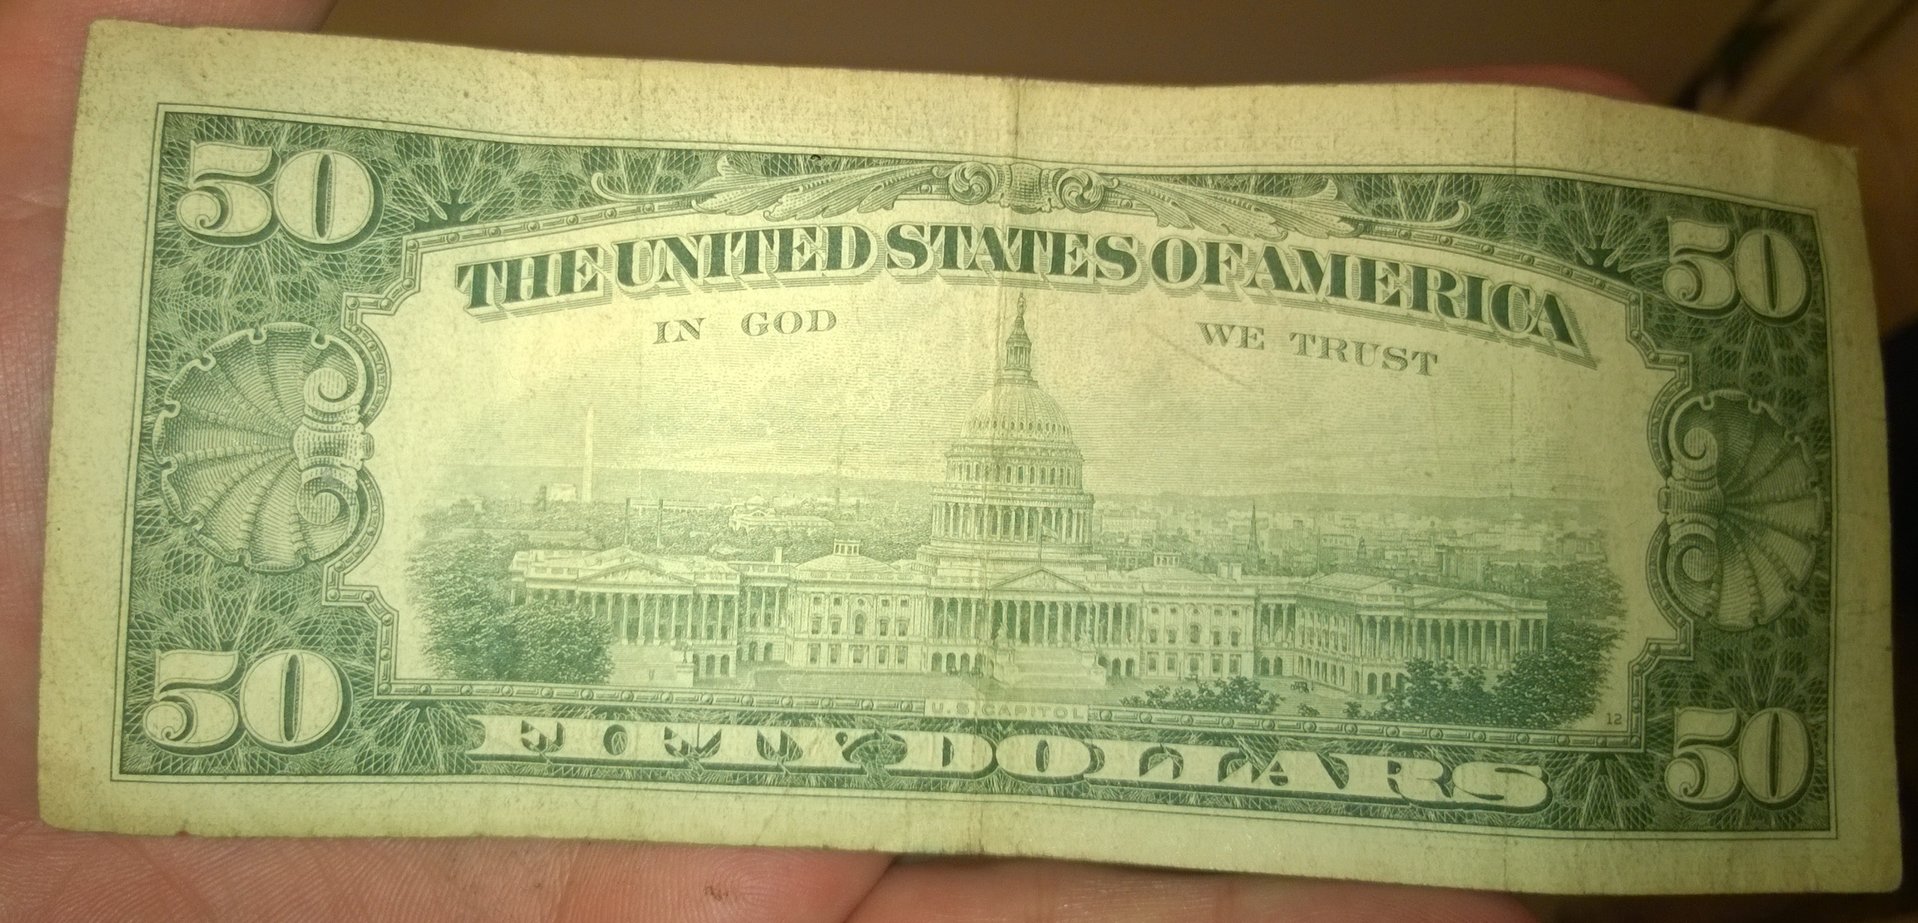 50 50
THE UNITED STATES OF AMERICA
IN GOD WE TRUST
U.S. CAPITOL
12
50 FIFTY DOLLARS 50